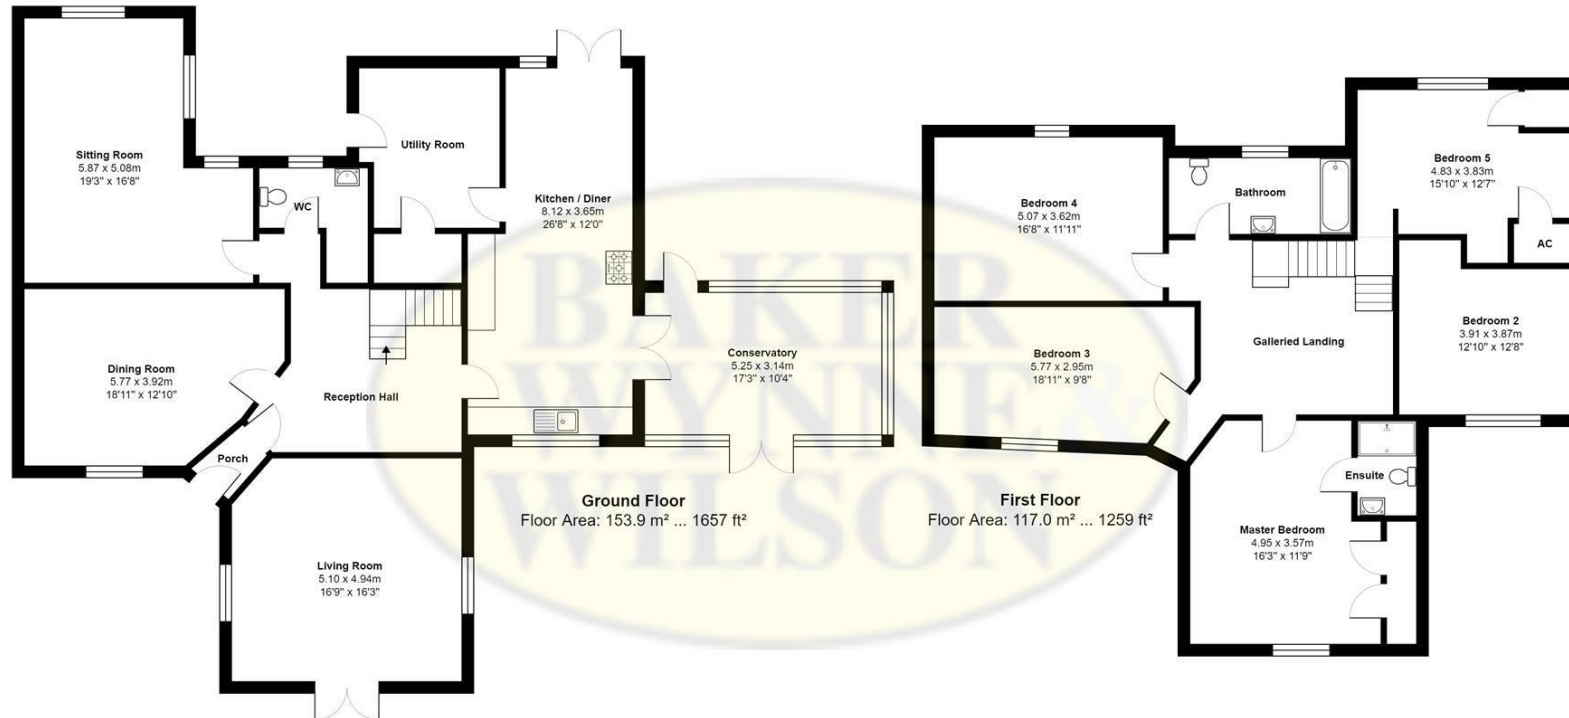 Sitting Room
5.87 x 5.08m
19'3" x 16'8"
Utility Room
WC
Kitchen / Diner
8.12 x 3.65m
26'8" x 12'0"
Dining Room
5.77 x 3.92m
18'11" x 12'10"
Reception Hall
Porch
Conservatory
5.25 x 3.14m
17'3" x 10'4"
Living Room
5.10 x 4.94m
16'9" x 16'3"
Ground Floor
Floor Area: 153.9 m² ... 1657 ft²
Bedroom 4
5.07 x 3.62m
16'8" x 11'11"
Bathroom
Bedroom 5
4.83 x 3.83m
15'10" x 12'7"
AC
Bedroom 3
5.77 x 2.95m
18'11" x 9'8"
Galleried Landing
Bedroom 2
3.91 x 3.87m
12'10" x 12'8"
Ensuite
Master Bedroom
4.95 x 3.57m
16'3" x 11'9"
First Floor
Floor Area: 117.0 m² ... 1259 ft²
BAKER
WYNNE &
WILSON